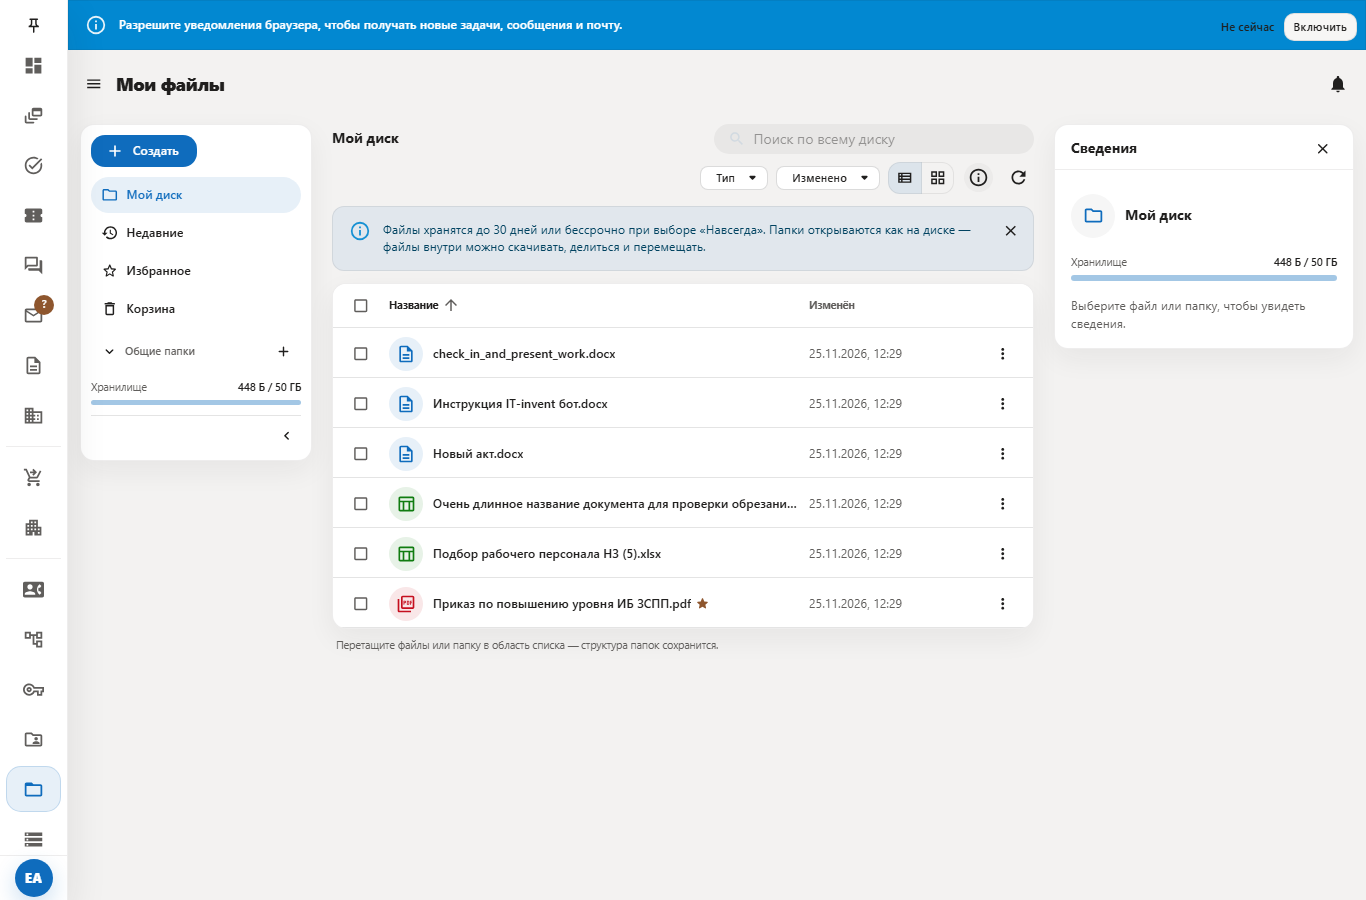 Разрешите уведомления браузера, чтобы получать новые задачи, сообщения и почту.
Не сейчас
Включить
Мои файлы
?
EA
Создать
Мой диск
Недавние
Избранное
Корзина
Общие папки
Хранилище
448 Б / 50 ГБ
Мой диск
Поиск по всему диску
Тип
Изменено
Файлы хранятся до 30 дней или бессрочно при выборе «Навсегда». Папки открываются как на диске —
файлы внутри можно скачивать, делиться и перемещать.
Название
Изменён
check_in_and_present_work.docx
25.11.2026, 12:29
Инструкция IT-invent бот.docx
25.11.2026, 12:29
Новый акт.docx
25.11.2026, 12:29
Очень длинное название документа для проверки обрезани...
25.11.2026, 12:29
Подбор рабочего персонала НЗ (5).xlsx
25.11.2026, 12:29
PDF
Приказ по повышению уровня ИБ ЗСПП.pdf
25.11.2026, 12:29
Перетащите файлы или папку в область списка — структура папок сохранится.
Сведения
Мой диск
Хранилище
448 Б / 50 ГБ
Выберите файл или папку, чтобы увидеть
сведения.